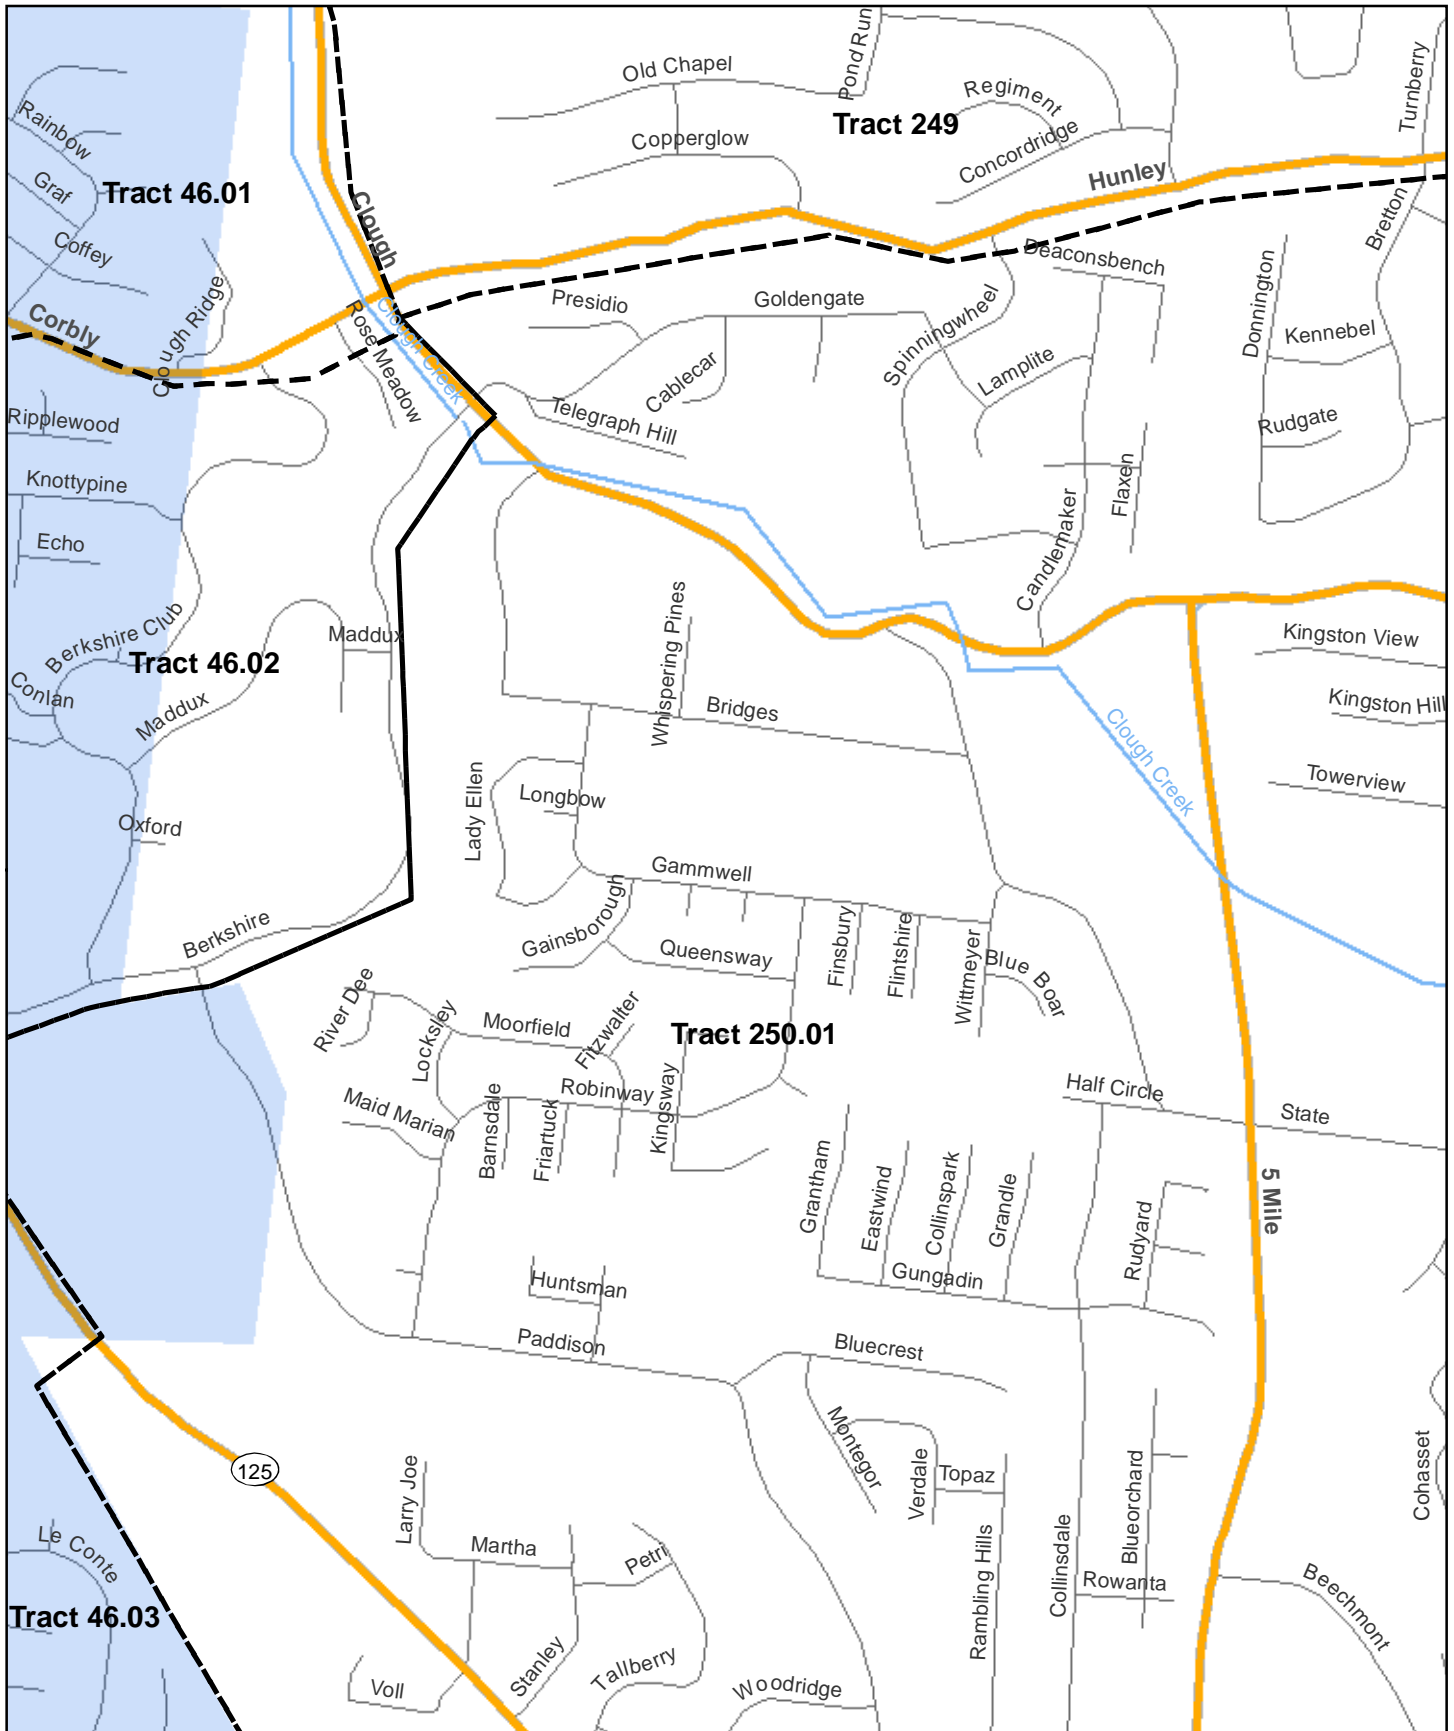 Old Chapel
Pond Run
Regiment
Turnberry
Rainbow
Tract 249
Copperglow
Concordridge
Hunley
Graf
Tract 46.01
Clough
Coffey
Bretton
Deaconsbench
Donnington
Clough Ridge
Presidio
Goldengate
Spinningwheel
Corbly
Rose Meadow
Clough Creek
Kennebel
Cablecar
Lamplite
Ripplewood
Telegraph Hill
Rudgate
Knottypine
Flaxen
Echo
Candlemaker
Berkshire Club
Maddux
Whispering Pines
Kingston View
Tract 46.02
Conlan
Maddux
Bridges
Kingston Hill
Clough Creek
Lady Ellen
Longbow
Towerview
Oxford
Gammwell
Gainsborough
Berkshire
Queensway
Finsbury
Flintshire
Wittmeyer
Blue Boar
River Dee
Locksley
Moorfield
Fitzwalter
Tract 250.01
Maid Marian
Barnsdale
Friartuck
Robinway
Kingsway
Half Circle
State
Grantham
Eastwind
Collinspark
Grandle
Rudyard
5 Mile
Gungadin
Huntsman
Paddison
Bluecrest
Montegor
Verdale
Topaz
Blueorchard
Cohasset
125
Larry Joe
Martha
Petri
Rambling Hills
Collinsdale
Rowanta
Beechmont
Le Conte
Tract 46.03
Voll
Stanley
Tallberry
Woodridge